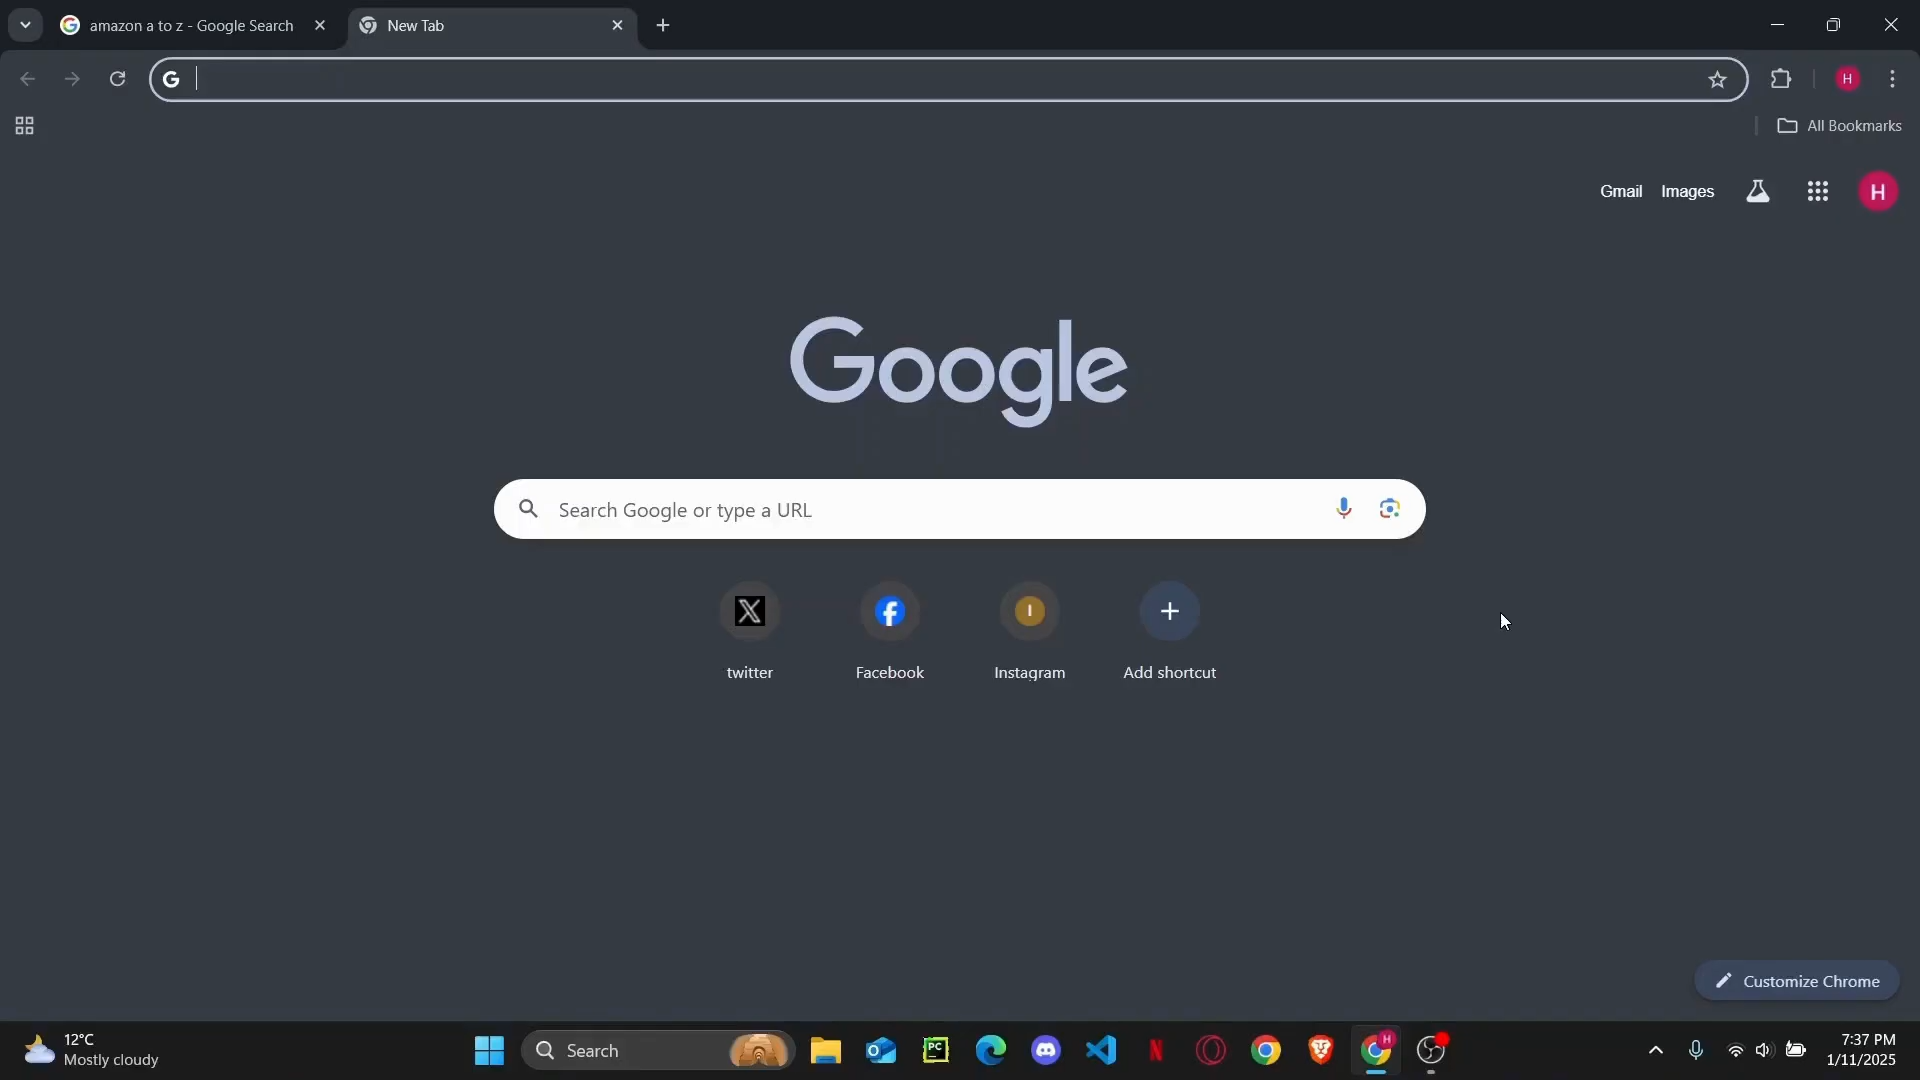 amazon a to z - Google Search
New Tab
H
All Bookmarks
Gmail Images
H
Google
Search Google or type a URL
I
twitter Facebook Instagram Add shortcut
Customize Chrome
12°C
Mostly cloudy
Search
PC
H
7:37 PM
1/11/2025